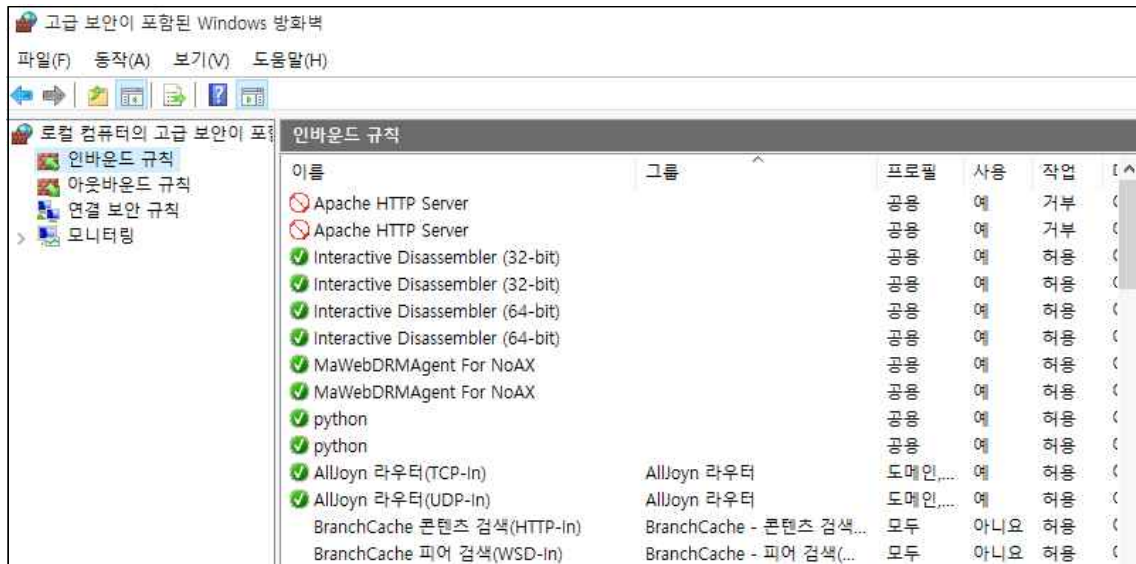 고급 보안이 포함된 Windows 방화벽
파일(F) 동작(A) 보기(V) 도움말(H)
로컬 컴퓨터의 고급 보안이 포함
인바운드 규칙
아웃바운드 규칙
연결 보안 규칙
모니터링
인바운드 규칙
이름 그룹 프로필 사용 작업
Apache HTTP Server 공용 예 거부
Apache HTTP Server 공용 예 거부
Interactive Disassembler (32-bit) 공용 예 허용
Interactive Disassembler (32-bit) 공용 예 허용
Interactive Disassembler (64-bit) 공용 예 허용
Interactive Disassembler (64-bit) 공용 예 허용
MaWebDRMAgent For NoAX 공용 예 허용
MaWebDRMAgent For NoAX 공용 예 허용
python 공용 예 허용
python 공용 예 허용
AllJoyn 라우터(TCP-In) AllJoyn 라우터 도메인,... 예 허용
AllJoyn 라우터(UDP-In) AllJoyn 라우터 도메인,... 예 허용
BranchCache 콘텐츠 검색(HTTP-In) BranchCache - 콘텐츠 검색... 모두 아니요 허용
BranchCache 피어 검색(WSD-In) BranchCache - 피어 검색(... 모두 아니요 허용